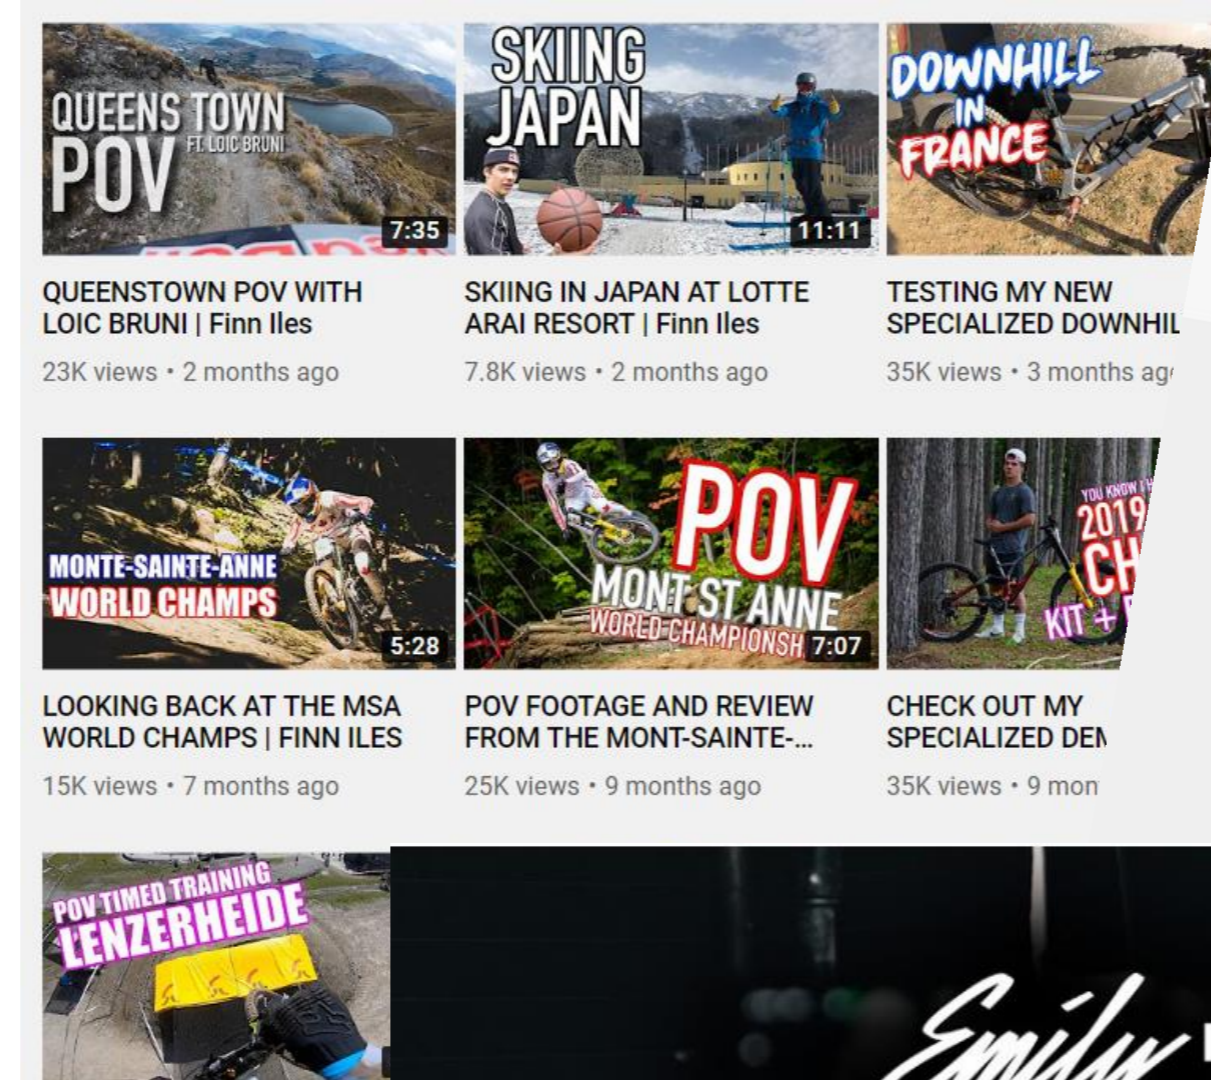 QUEENS TOWN
FT. LOIC BRUNI
POV
7:35
SKIING
JAPAN
11:11
DOWNHILL
IN
FRANCE
QUEENSTOWN POV WITH
LOIC BRUNI | Finn Iles
23K views • 2 months ago
SKIING IN JAPAN AT LOTTE
ARAI RESORT | Finn Iles
7.8K views • 2 months ago
TESTING MY NEW
SPECIALIZED DOWNHIL
35K views • 3 months ag
MONTE-SAINTE-ANNE
WORLD CHAMPS
5:28
POV
MONT ST ANNE
WORLD CHAMPIONSH
7:07
YOU KNOW I H
2019
CH
KIT +
LOOKING BACK AT THE MSA
WORLD CHAMPS | FINN ILES
15K views • 7 months ago
POV FOOTAGE AND REVIEW
FROM THE MONT-SAINTE-...
25K views • 9 months ago
CHECK OUT MY
SPECIALIZED DEM
35K views • 9 mon
POV TIMED TRAINING
LENZERHEIDE
Emily